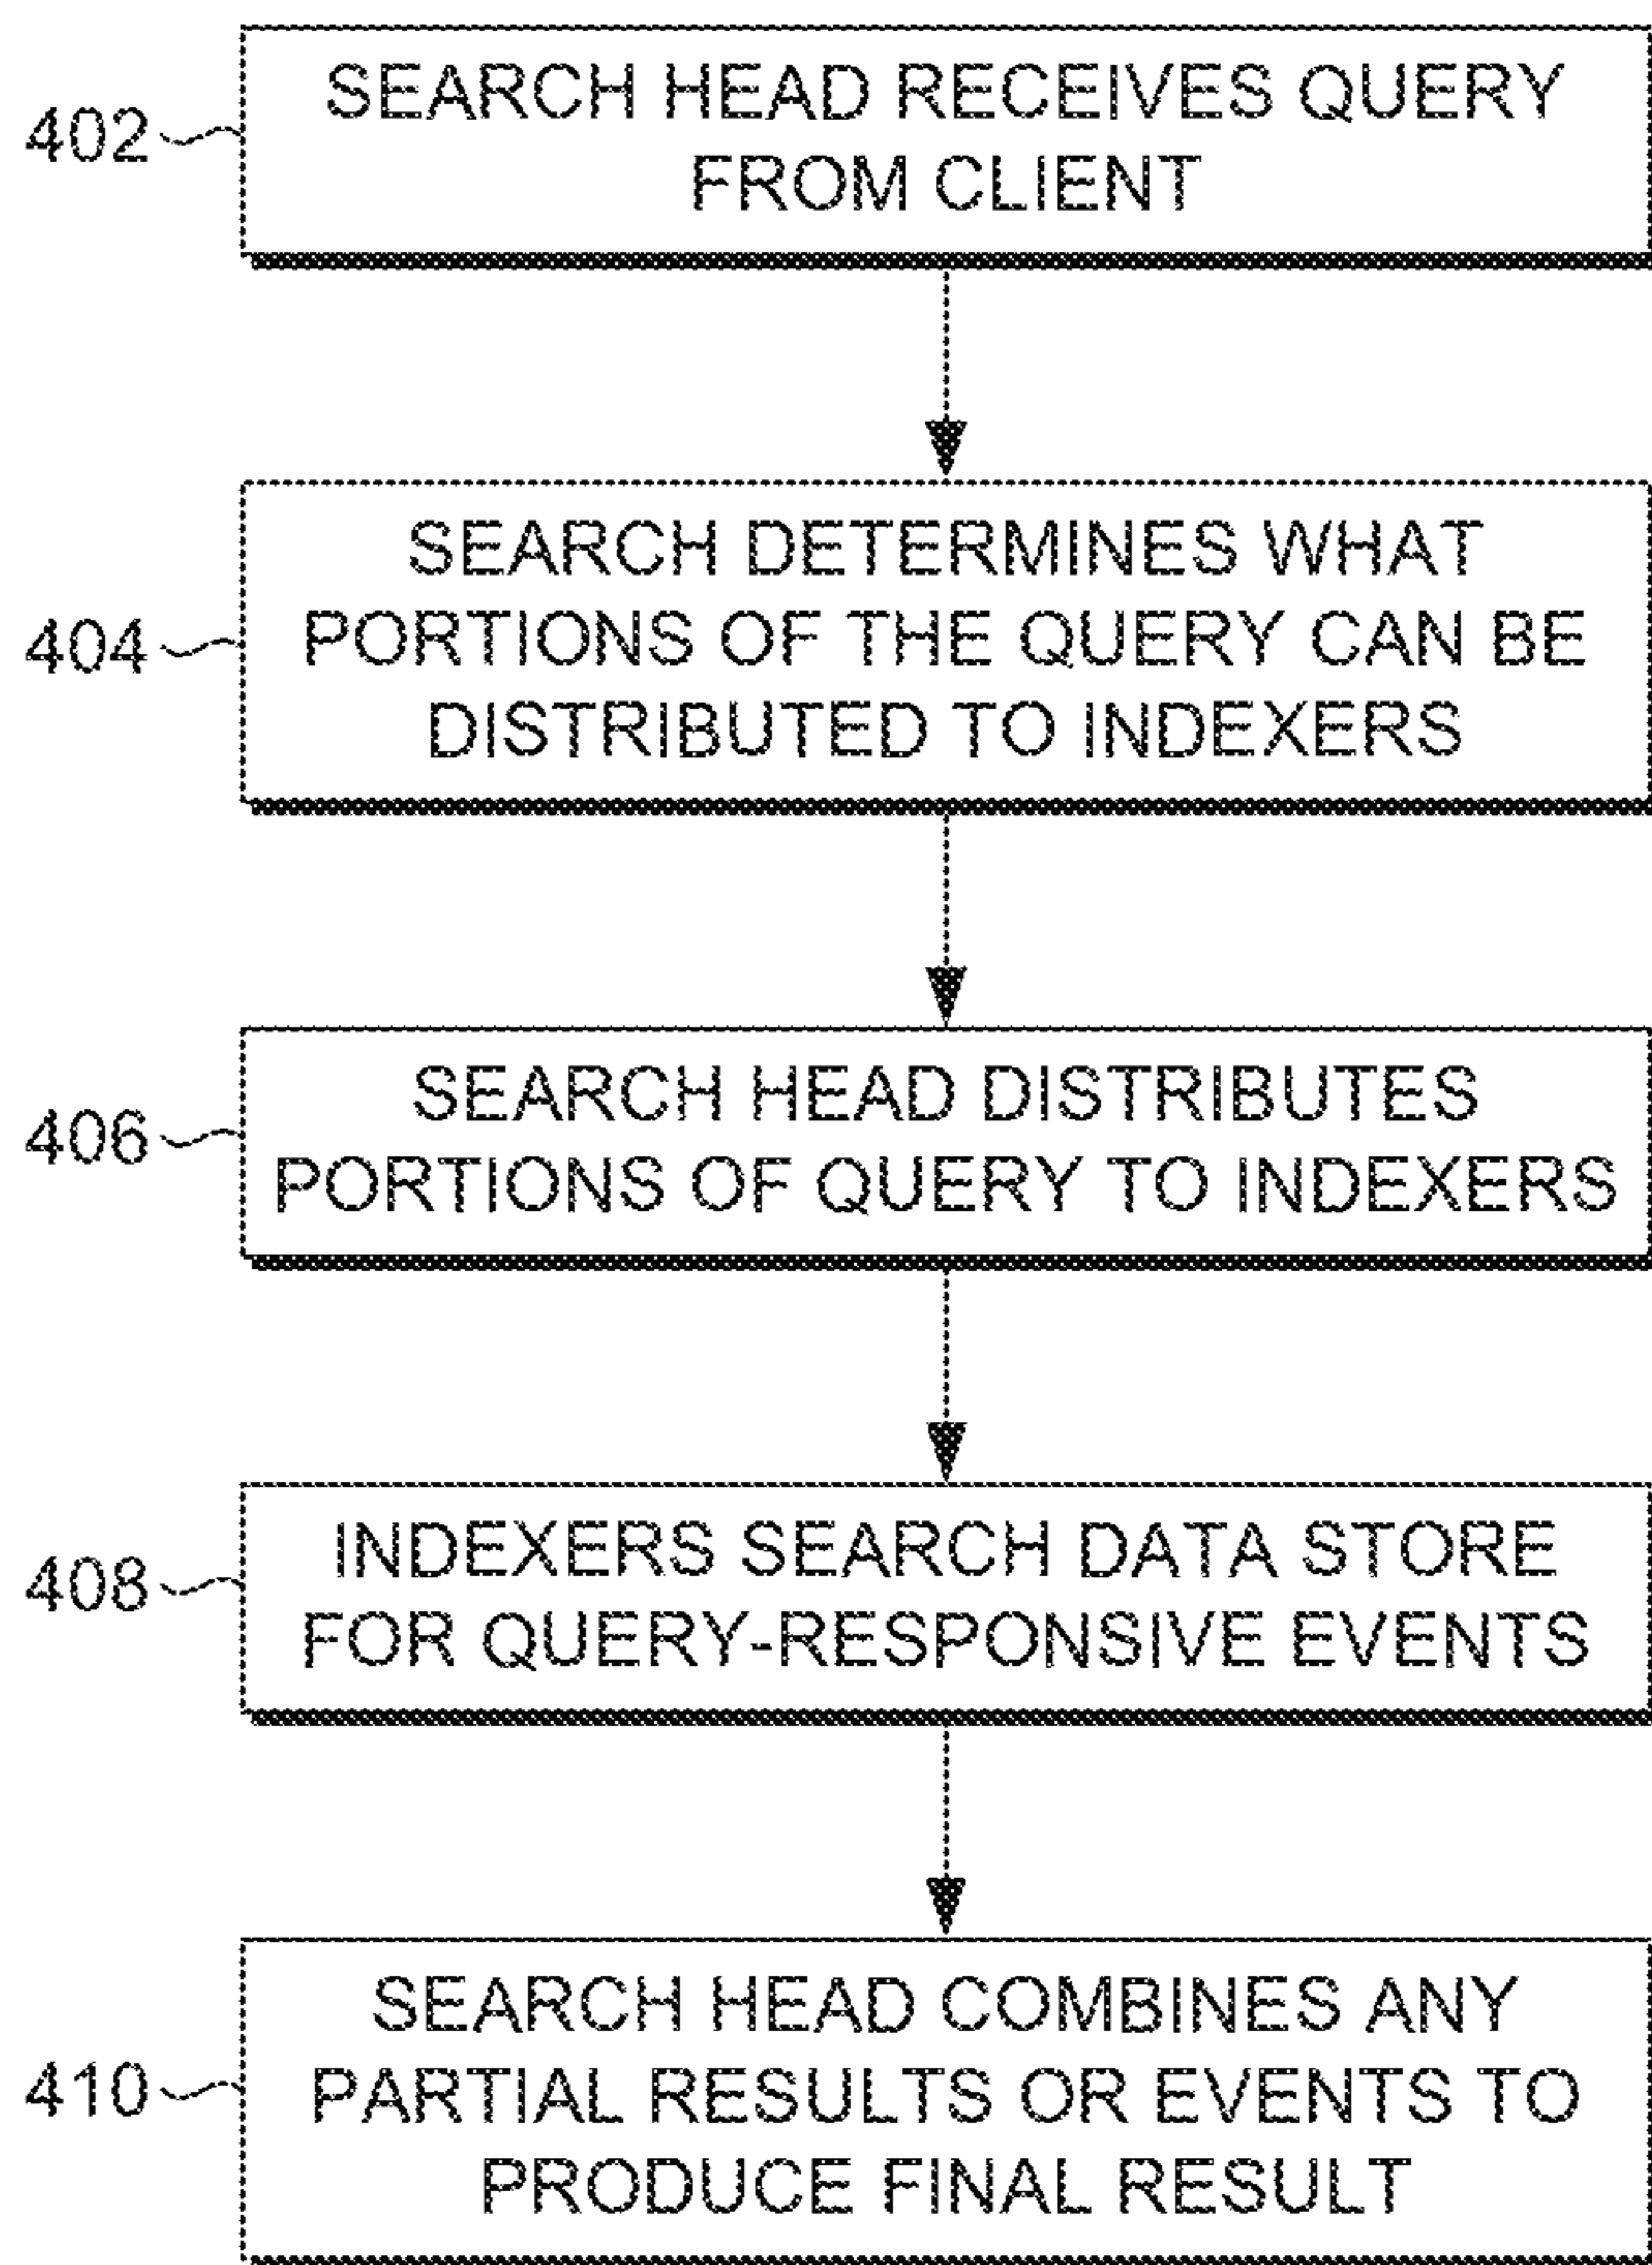 402
SEARCH HEAD RECEIVES QUERY
FROM CLIENT
404
SEARCH DETERMINES WHAT
PORTIONS OF THE QUERY CAN BE
DISTRIBUTED TO INDEXERS
406
SEARCH HEAD DISTRIBUTES
PORTIONS OF QUERY TO INDEXERS
408
INDEXERS SEARCH DATA STORE
FOR QUERY-RESPONSIVE EVENTS
410
SEARCH HEAD COMBINES ANY
PARTIAL RESULTS OR EVENTS TO
PRODUCE FINAL RESULT